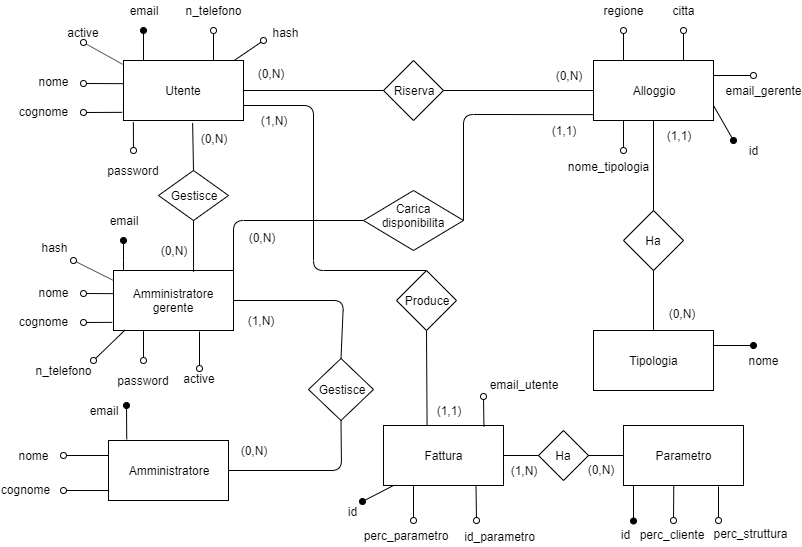 email
n_telefono
active
hash
nome
cognome
Utente
password
(0,N)
Riserva
(0,N)
regione
citta
Alloggio
email_gerente
id
nome_tipologia
(1,N)
(0,N)
(1,1)
(1,1)
Gestisce
Carica
disponibilita
email
(0,N)
(0,N)
hash
nome
cognome
Amministratore
gerente
n_telefono
password
active
(1,N)
Produce
Ha
(0,N)
Tipologia
nome
Gestisce
email
nome
cognome
Amministratore
(0,N)
email_utente
(1,1)
Fattura
(1,N)
Ha
(0,N)
Parametro
id
perc_parametro
id_parametro
id
perc_cliente
perc_struttura